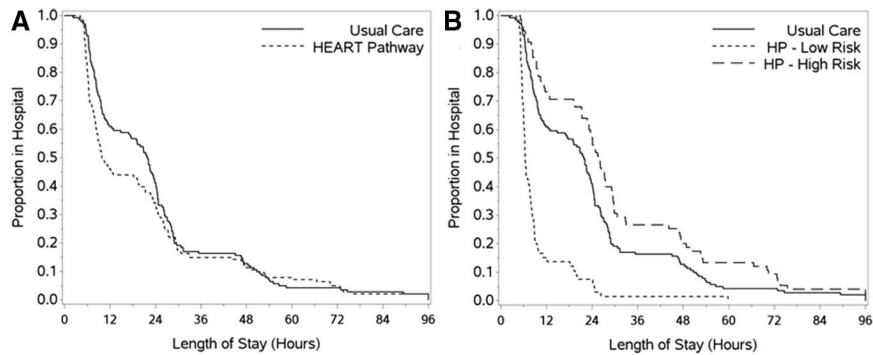 A
Usual Care
HEART Pathway
Proportion in Hospital
1.0
0.9
0.8
0.7
0.6
0.5
0.4
0.3
0.2
0.1
0.0
0 12 24 36 48 60 72 84 96
Length of Stay (Hours)
B
Usual Care
HP - Low Risk
HP - High Risk
Proportion in Hospital
1.0
0.9
0.8
0.7
0.6
0.5
0.4
0.3
0.2
0.1
0.0
0 12 24 36 48 60 72 84 96
Length of Stay (Hours)